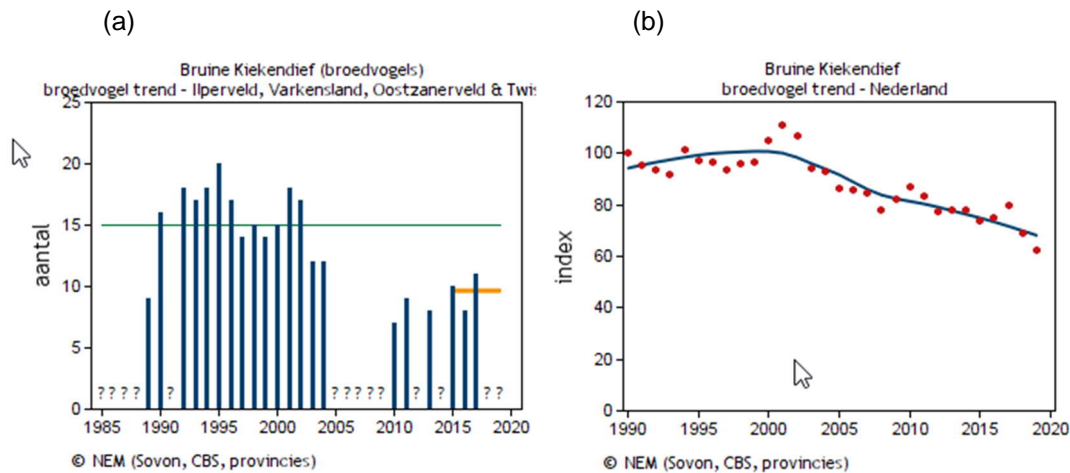 (a)
Bruine Kiekendief (broedvogels)
broedvogel trend - Ilperveld, Varkensland, Oostzanerveld & Twis
25
20
15
10
5
0
aantal
? ? ? ? ? ? ? ? ? ? ? ? ? ?
1985 1990 1995 2000 2005 2010 2015 2020
© NEM (Sovon, CBS, provincies)
(b)
Bruine Kiekendief
broedvogel trend - Nederland
120
100
80
60
40
20
0
index
1990 1995 2000 2005 2010 2015 2020
© NEM (Sovon, CBS, provincies)